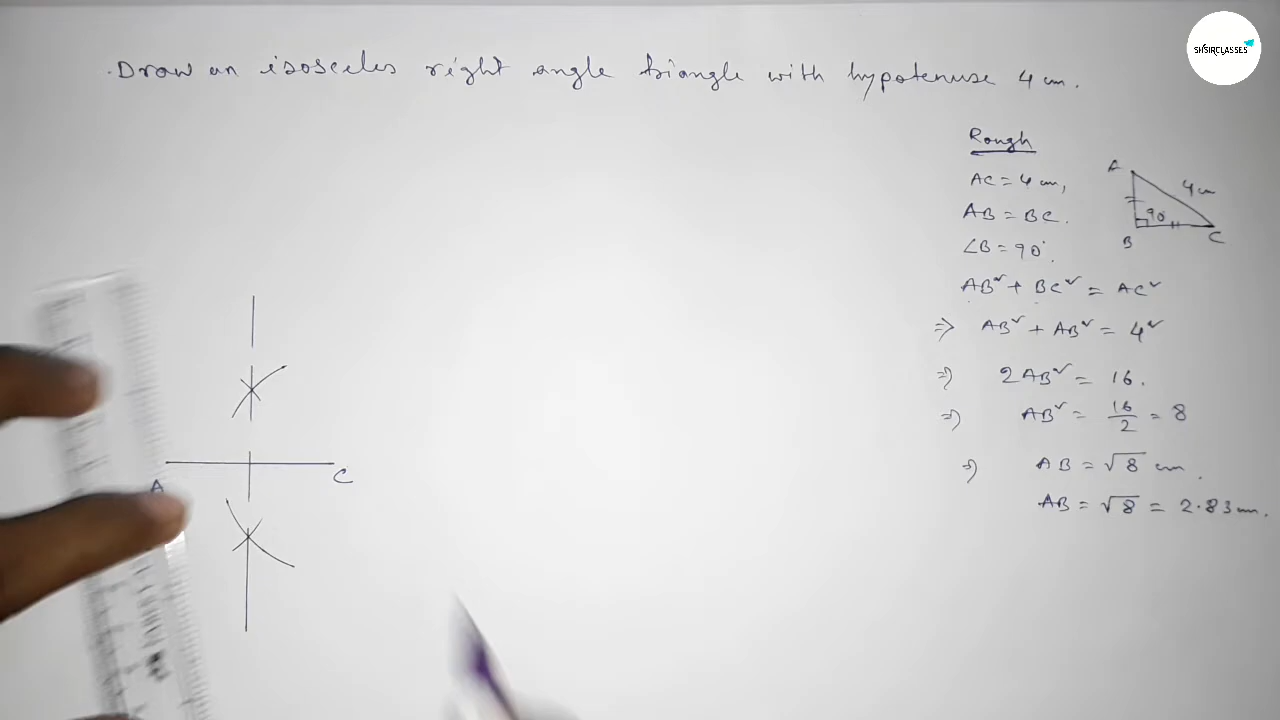 Draw an isosceles right angle triangle with hypotenuse 4 cm.
SHSIRCLASSES
Rough
AC = 4 cm,
AB = BC.
∠B = 90°.
AB² + BC² = AC²
⇒ AB² + AB² = 4²
⇒ 2AB² = 16.
⇒ AB² = 16/2 = 8
⇒ AB = √8 cm.
AB = √8 = 2.83 cm.
A
4 cm
90°
B
C
A
C